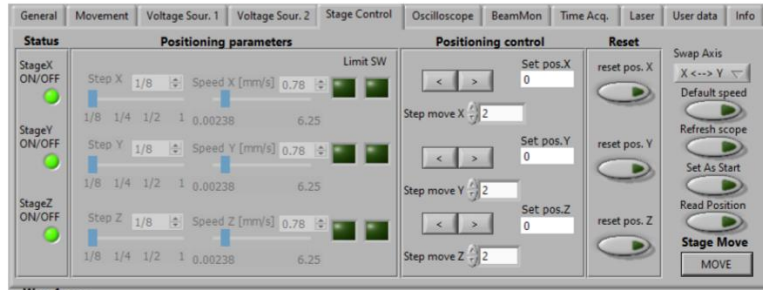 General Movement Voltage Sour. 1 Voltage Sour. 2 Stage Control Oscilloscope BeamMon Time Acq. Laser User data Info
Status Positioning parameters Positioning control Reset
Swap Axis
X <--> Y
Default speed
Refresh scope
Set As Start
Read Position
Stage Move
MOVE
Limit SW
StageX
ON/OFF
Step X 1/8 Speed X [mm/s] 0.78
1/8 1/4 1/2 1 0.00238 6.25
< > Set pos.X
0
Step move X 2
reset pos. X
StageY
ON/OFF
Step Y 1/8 Speed Y [mm/s] 0.78
1/8 1/4 1/2 1 0.00238 6.25
< > Set pos.Y
0
Step move Y 2
reset pos. Y
StageZ
ON/OFF
Step Z 1/8 Speed Z [mm/s] 0.78
1/8 1/4 1/2 1 0.00238 6.25
< > Set pos.Z
0
Step move Z 2
reset pos. Z